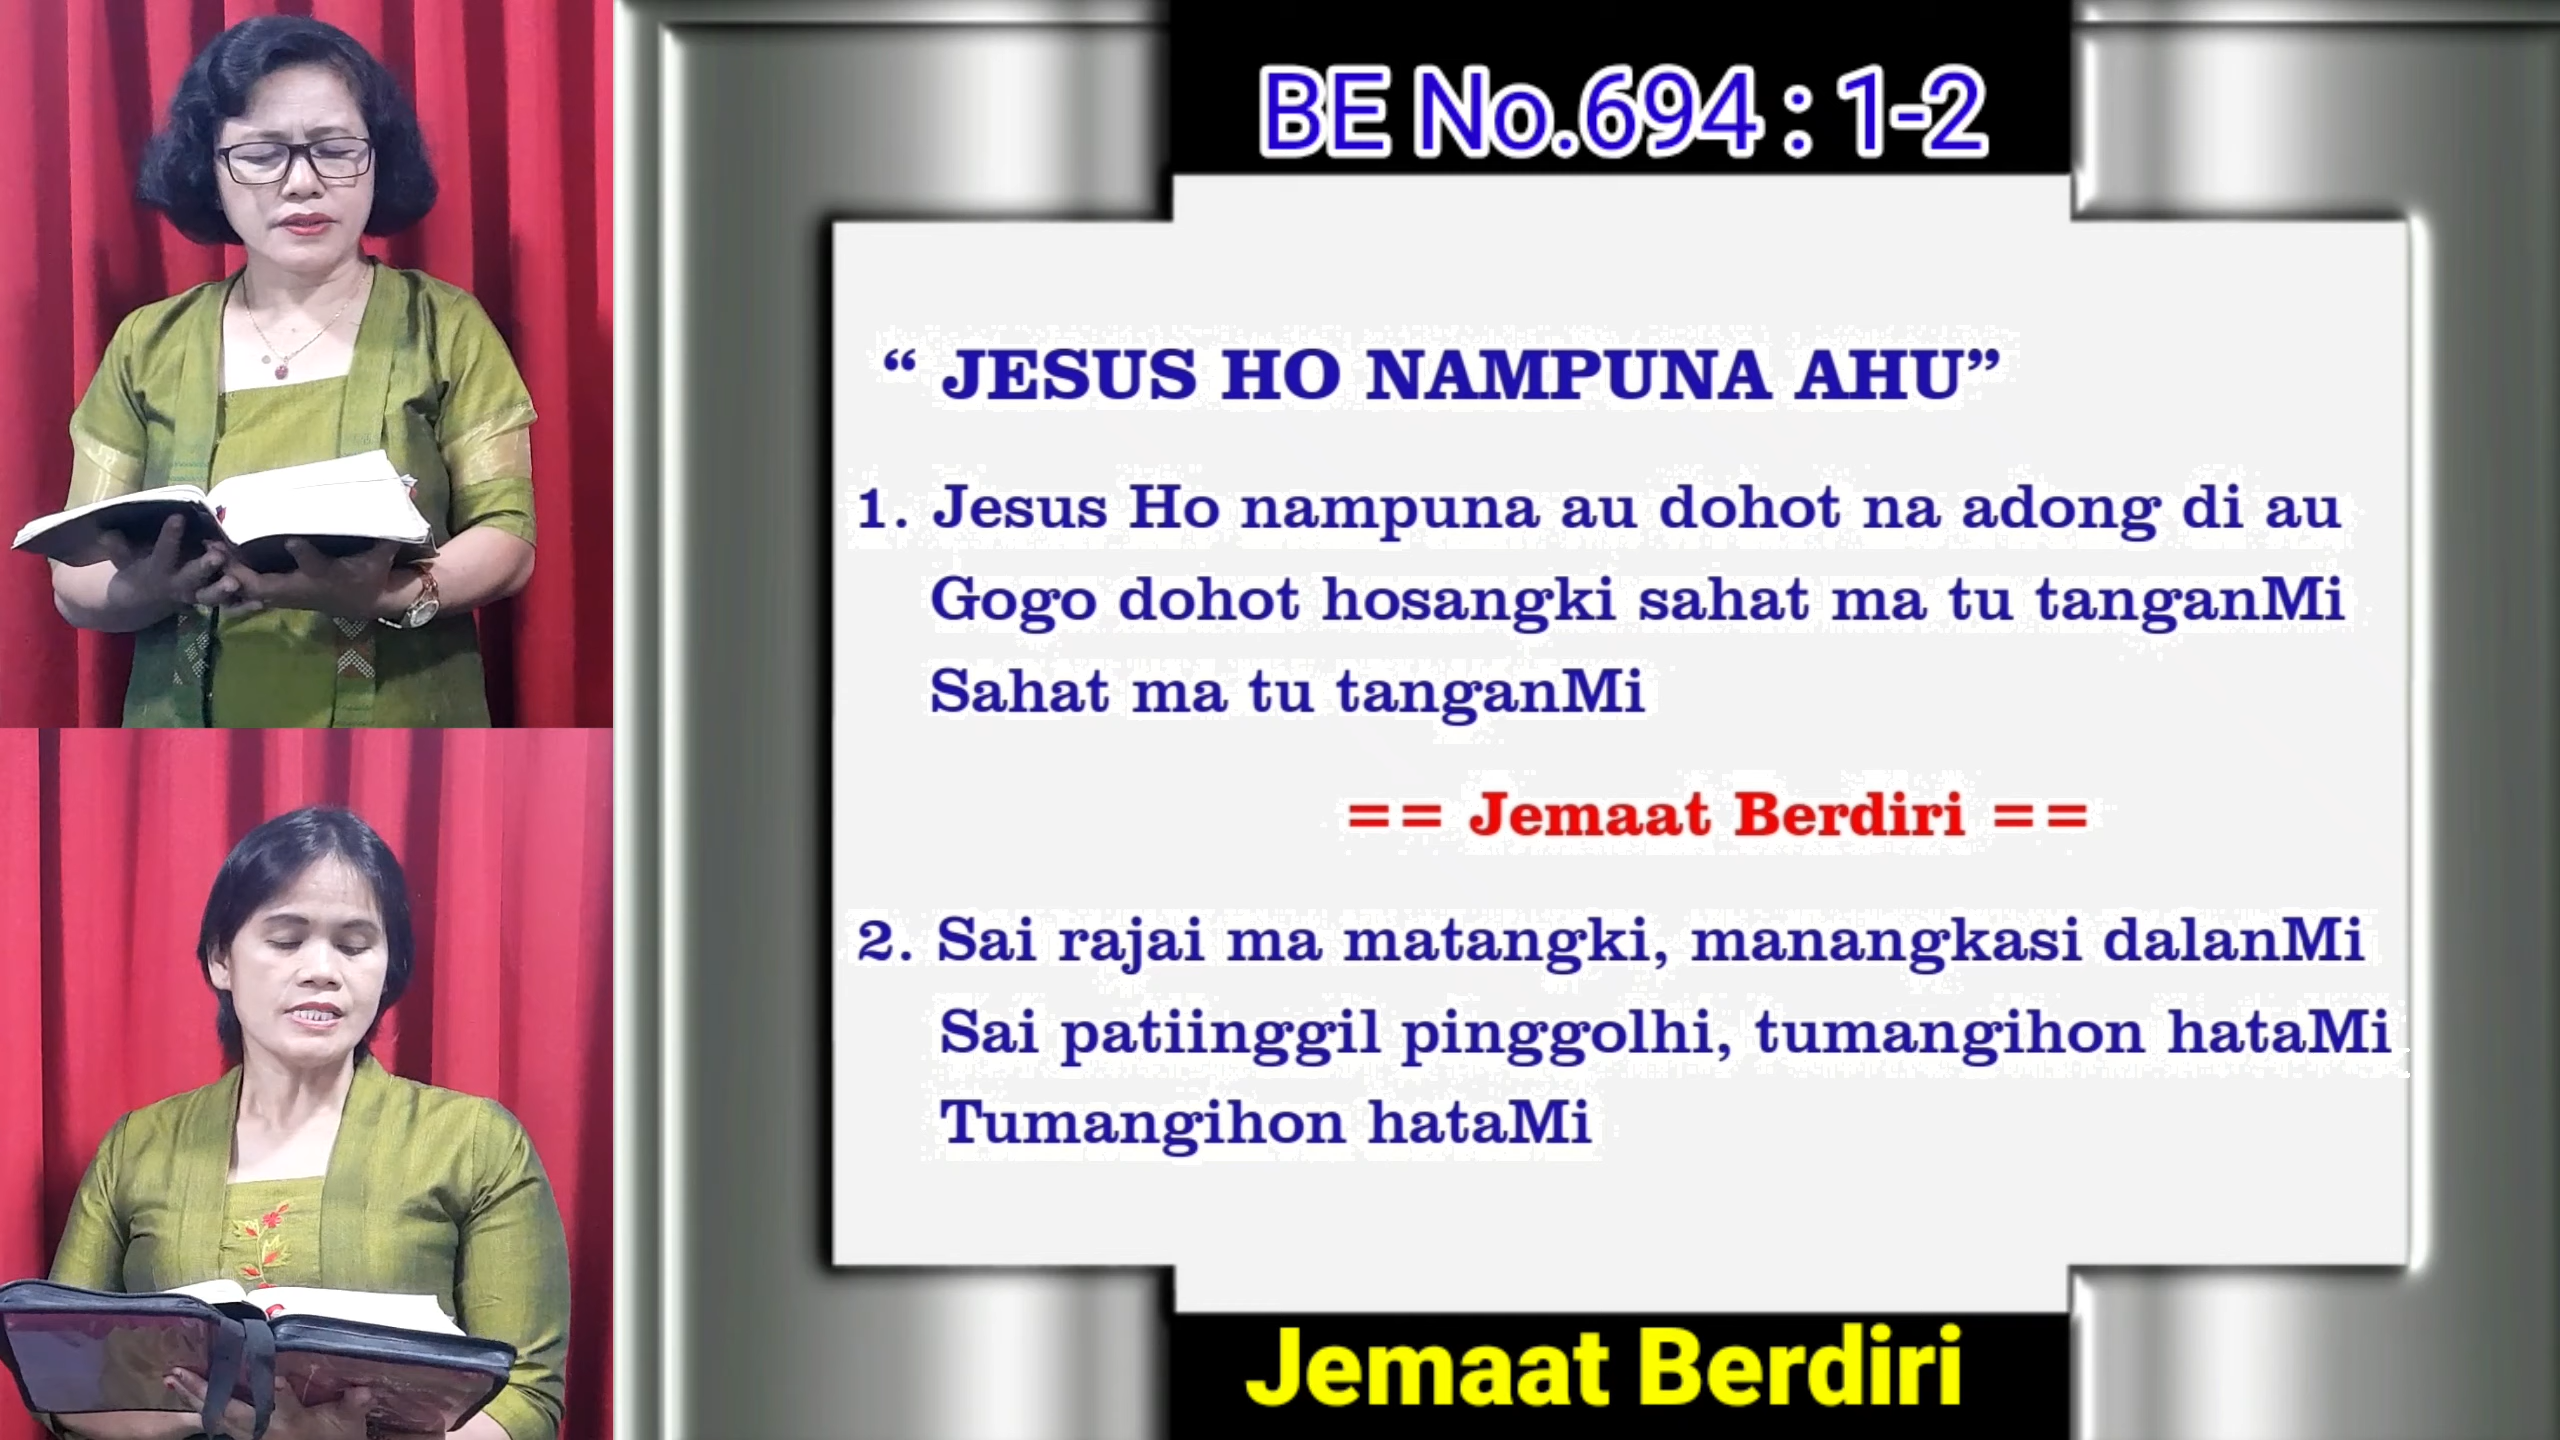 BE No.694 : 1-2
“ JESUS HO NAMPUNA AHU”
1. Jesus Ho nampuna au dohot na adong di au
Gogo dohot hosangki sahat ma tu tanganMi
Sahat ma tu tanganMi
== Jemaat Berdiri ==
2. Sai rajai ma matangki, manangkasi dalanMi
Sai patiinggil pinggolhi, tumangihon hataMi
Tumangihon hataMi
Jemaat Berdiri